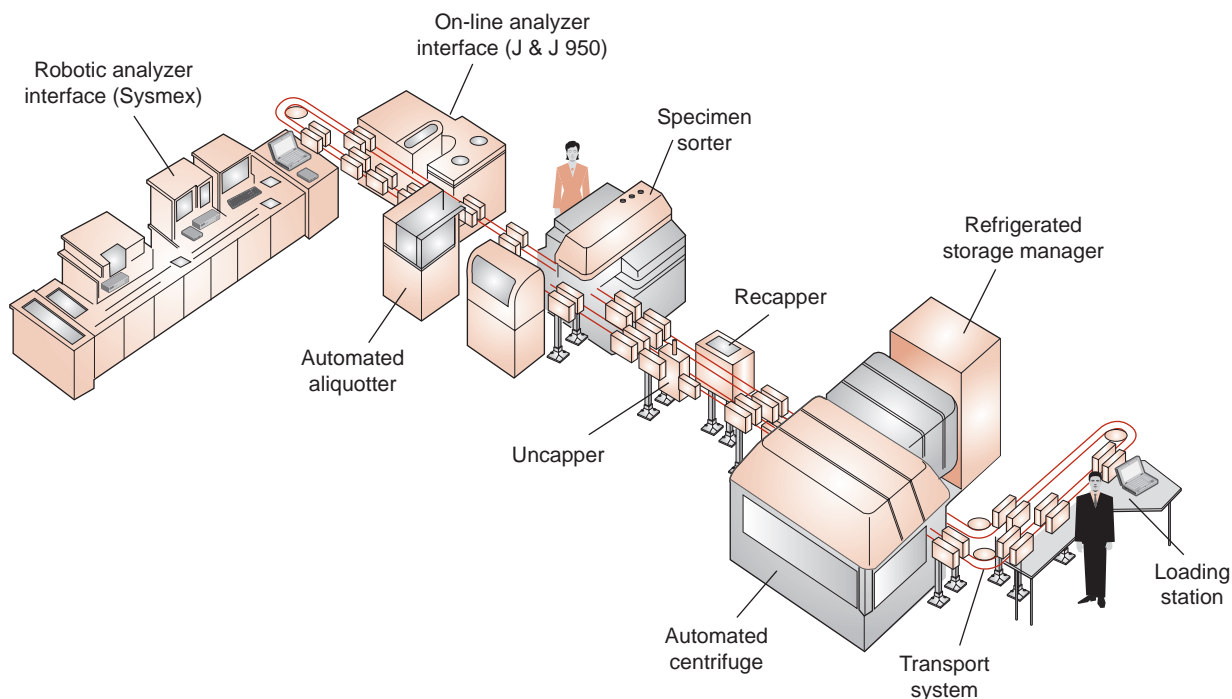 On-line analyzer
interface (J & J 950)
Robotic analyzer
interface (Sysmex)
Specimen
sorter
Refrigerated
storage manager
Recapper
Automated
aliquotter
Uncapper
Loading
station
Automated
centrifuge
Transport
system